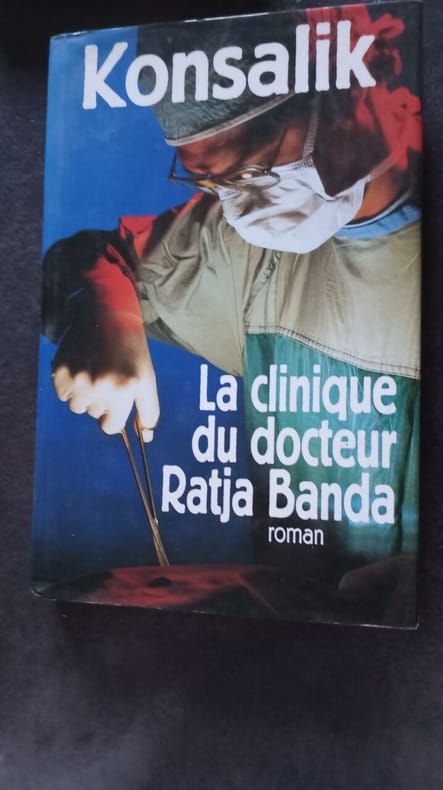 Konsalik
La clinique
du docteur
Ratja Banda
roman